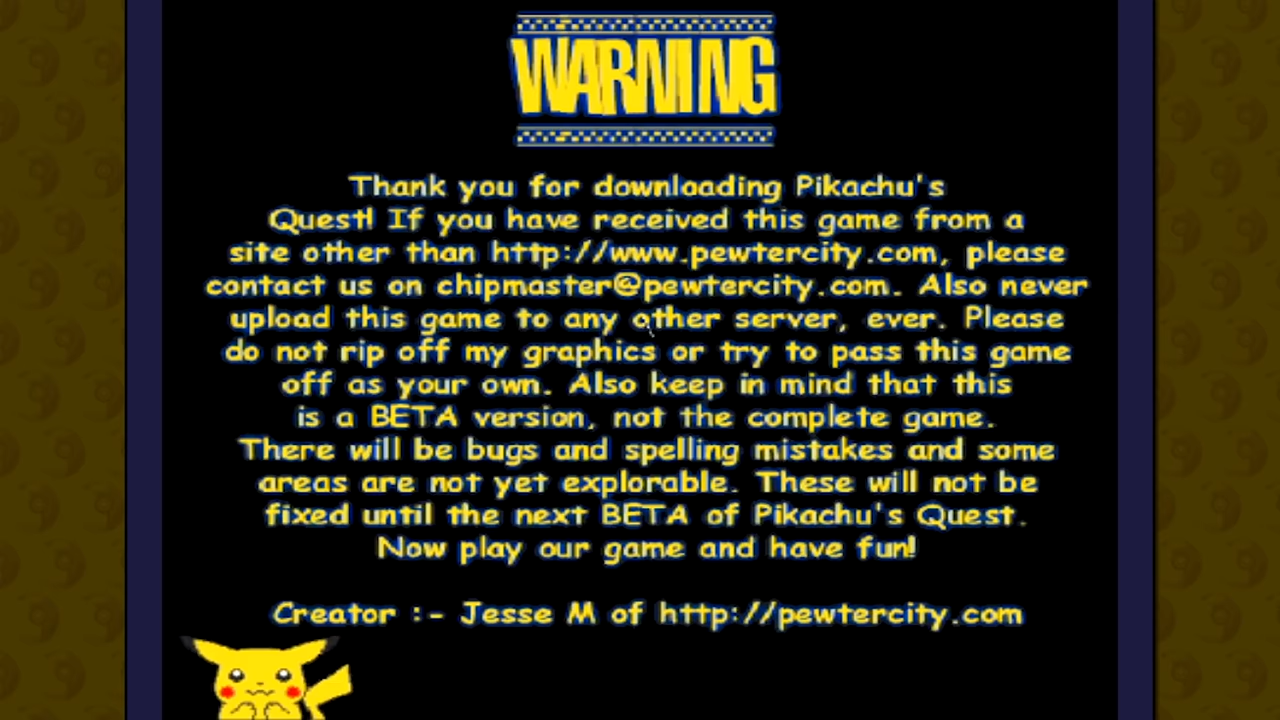 WARNING
Thank you for downloading Pikachu's
Quest! If you have received this game from a
site other than http://www.pewtercity.com, please
contact us on chipmaster@pewtercity.com. Also never
upload this game to any other server, ever. Please
do not rip off my graphics or try to pass this game
off as your own. Also keep in mind that this
is a BETA version, not the complete game.
There will be bugs and spelling mistakes and some
areas are not yet explorable. These will not be
fixed until the next BETA of Pikachu's Quest.
Now play our game and have fun!
Creator :- Jesse M of http://pewtercity.com